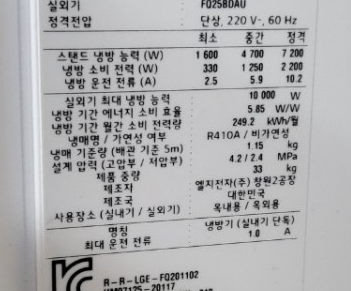 실외기 FQ25BDAU
정격전압 단상, 220 V~, 60 Hz
최소 중간 정격
스탠드 냉방 능력 (W) 1 600 4 700 7 200
냉방 소비 전력 (W) 330 1 250 2 200
냉방 운전 전류 (A) 2.5 5.9 10.2
실외기 최대 냉방 능력 10 000 W
냉방 기간 에너지 소비 효율 5.85 W/W
냉방 기간 월간 소비 전력량 249.2 kWh/월
냉매명 / 가연성 여부 R410A / 비가연성
냉매 기준량 (배관 기준 5m) 1.15 kg
설계 압력 (고압부 / 저압부) 4.2 / 2.4 MPa
제품 중량 33 kg
제조자 엘지전자(주) 창원2공장
제조국 대한민국
사용장소 (실내기 / 실외기) 옥내용 / 옥외용
명칭 냉방기 (실내기 단독)
최대 운전 전류 1.0 A
R-R-LGE-FQ201102
20117